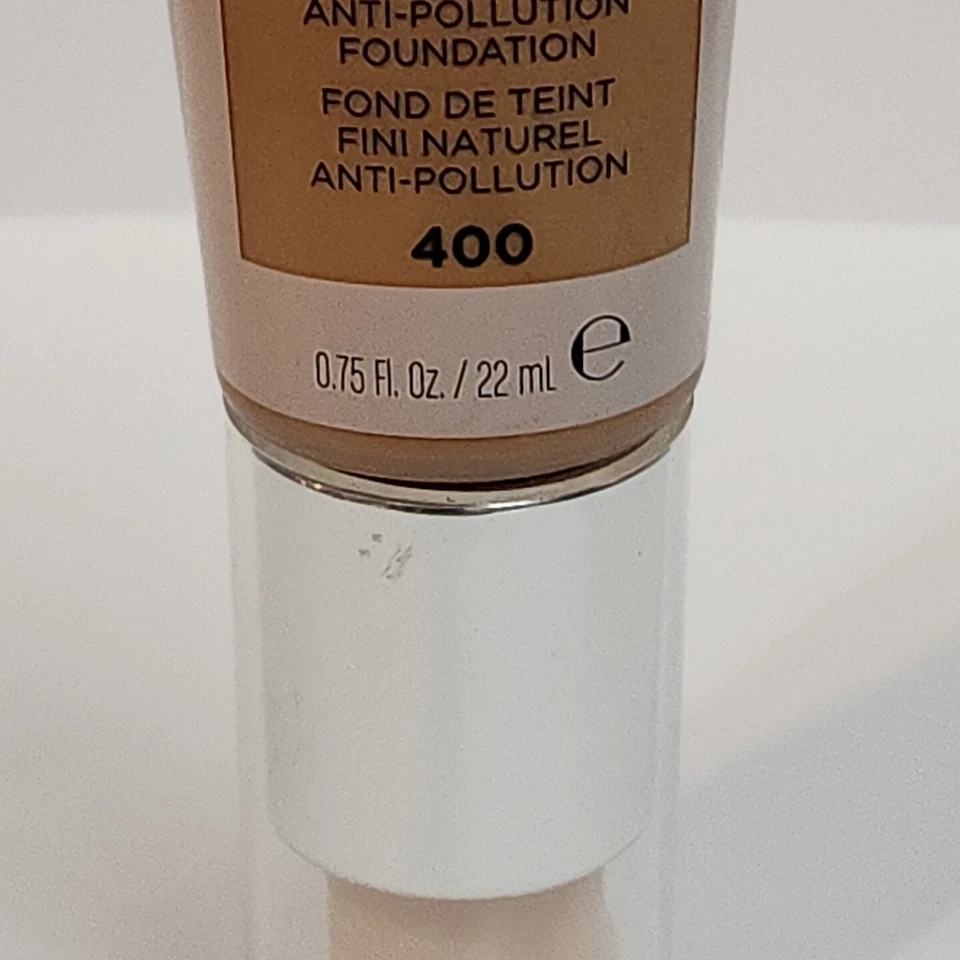 ANTI-POLLUTION
FOUNDATION
FOND DE TEINT
FINI NATUREL
ANTI-POLLUTION
400
0.75 Fl. Oz. / 22 mL ℮